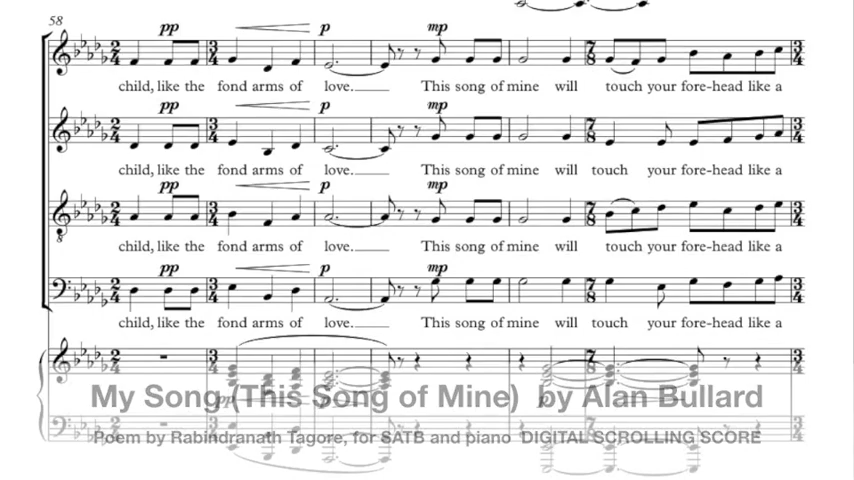 58
pp p mp
child, like the fond arms of love. This song of mine will touch your fore-head like a
pp p mp
child, like the fond arms of love. This song of mine will touch your fore-head like a
pp p mp
child, like the fond arms of love. This song of mine will touch your fore-head like a
pp p mp
child, like the fond arms of love. This song of mine will touch your fore-head like a
pp p
My Song (This Song of Mine) by Alan Bullard
Poem by Rabindranath Tagore, for SATB and piano DIGITAL SCROLLING SCORE